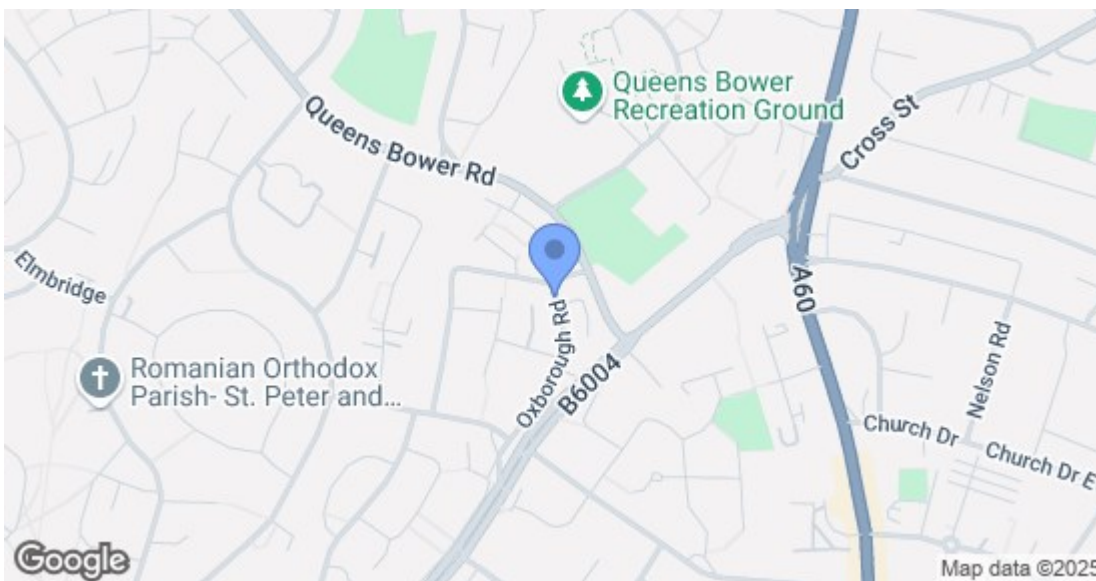 Queens Bower
Recreation Ground
Cross St
Queens Bower Rd
Elmbridge
A60
Oxborough Rd
B6004
Nelson Rd
Romanian Orthodox
Parish- St. Peter and...
Church Dr
Church Dr E
Google
Map data ©2025